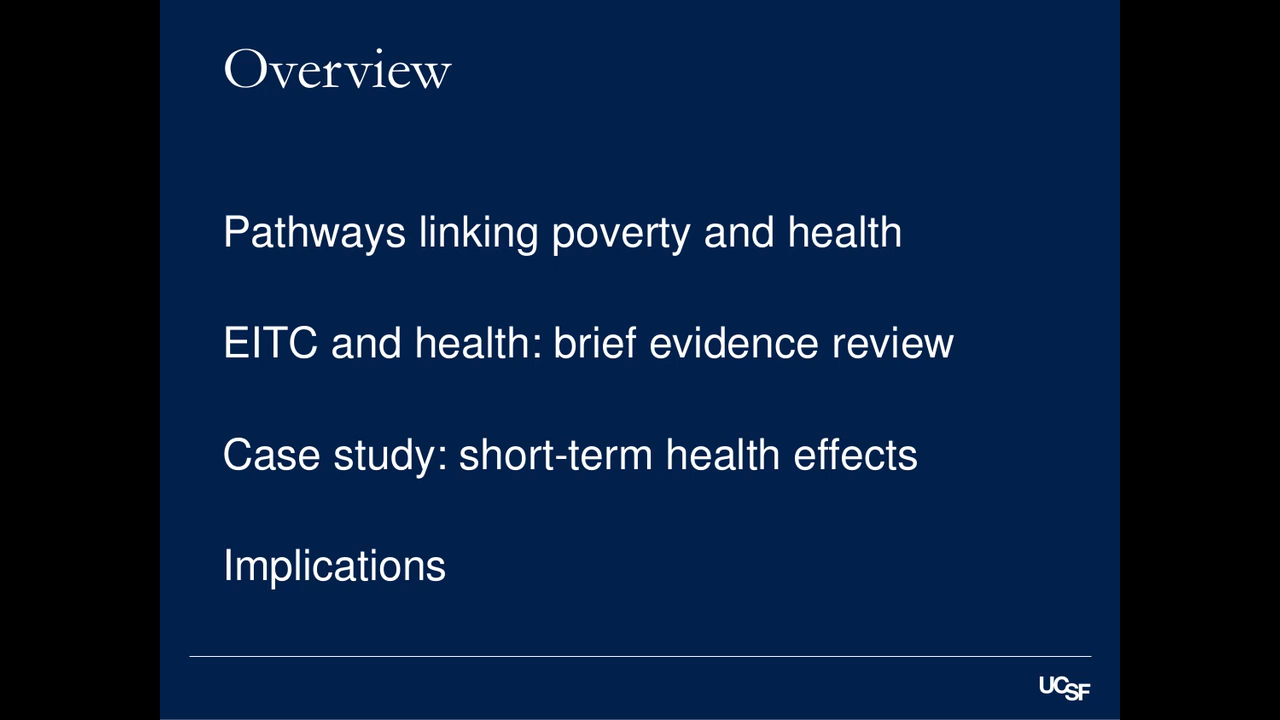 Overview
Pathways linking poverty and health
EITC and health: brief evidence review
Case study: short-term health effects
Implications
UCSF